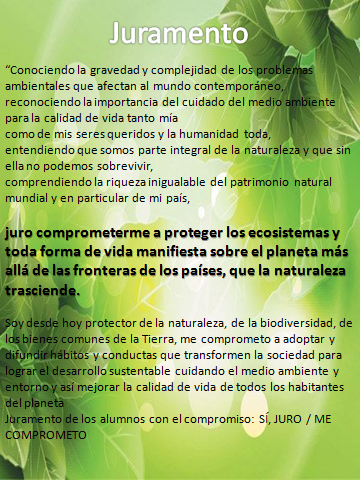 Juramento
“Conociendo la gravedad y complejidad de los problemas
ambientales que afectan al mundo contemporáneo,
reconociendo la importancia del cuidado del medio ambiente
para la calidad de vida tanto mía
como de mis seres queridos y la humanidad toda,
entendiendo que somos parte integral de la naturaleza y que sin
ella no podemos sobrevivir,
comprendiendo la riqueza inigualable del patrimonio natural
mundial y en particular de mi país,
juro comprometerme a proteger los ecosistemas y
toda forma de vida manifiesta sobre el planeta más
allá de las fronteras de los países, que la naturaleza
trasciende.
Soy desde hoy protector de la naturaleza, de la biodiversidad, de
los bienes comunes de la Tierra, me comprometo a adoptar y
difundir hábitos y conductas que transformen la sociedad para
lograr el desarrollo sustentable cuidando el medio ambiente y
entorno y así mejorar la calidad de vida de todos los habitantes
del planeta
Juramento de los alumnos con el compromiso: SÍ, JURO / ME
COMPROMETO